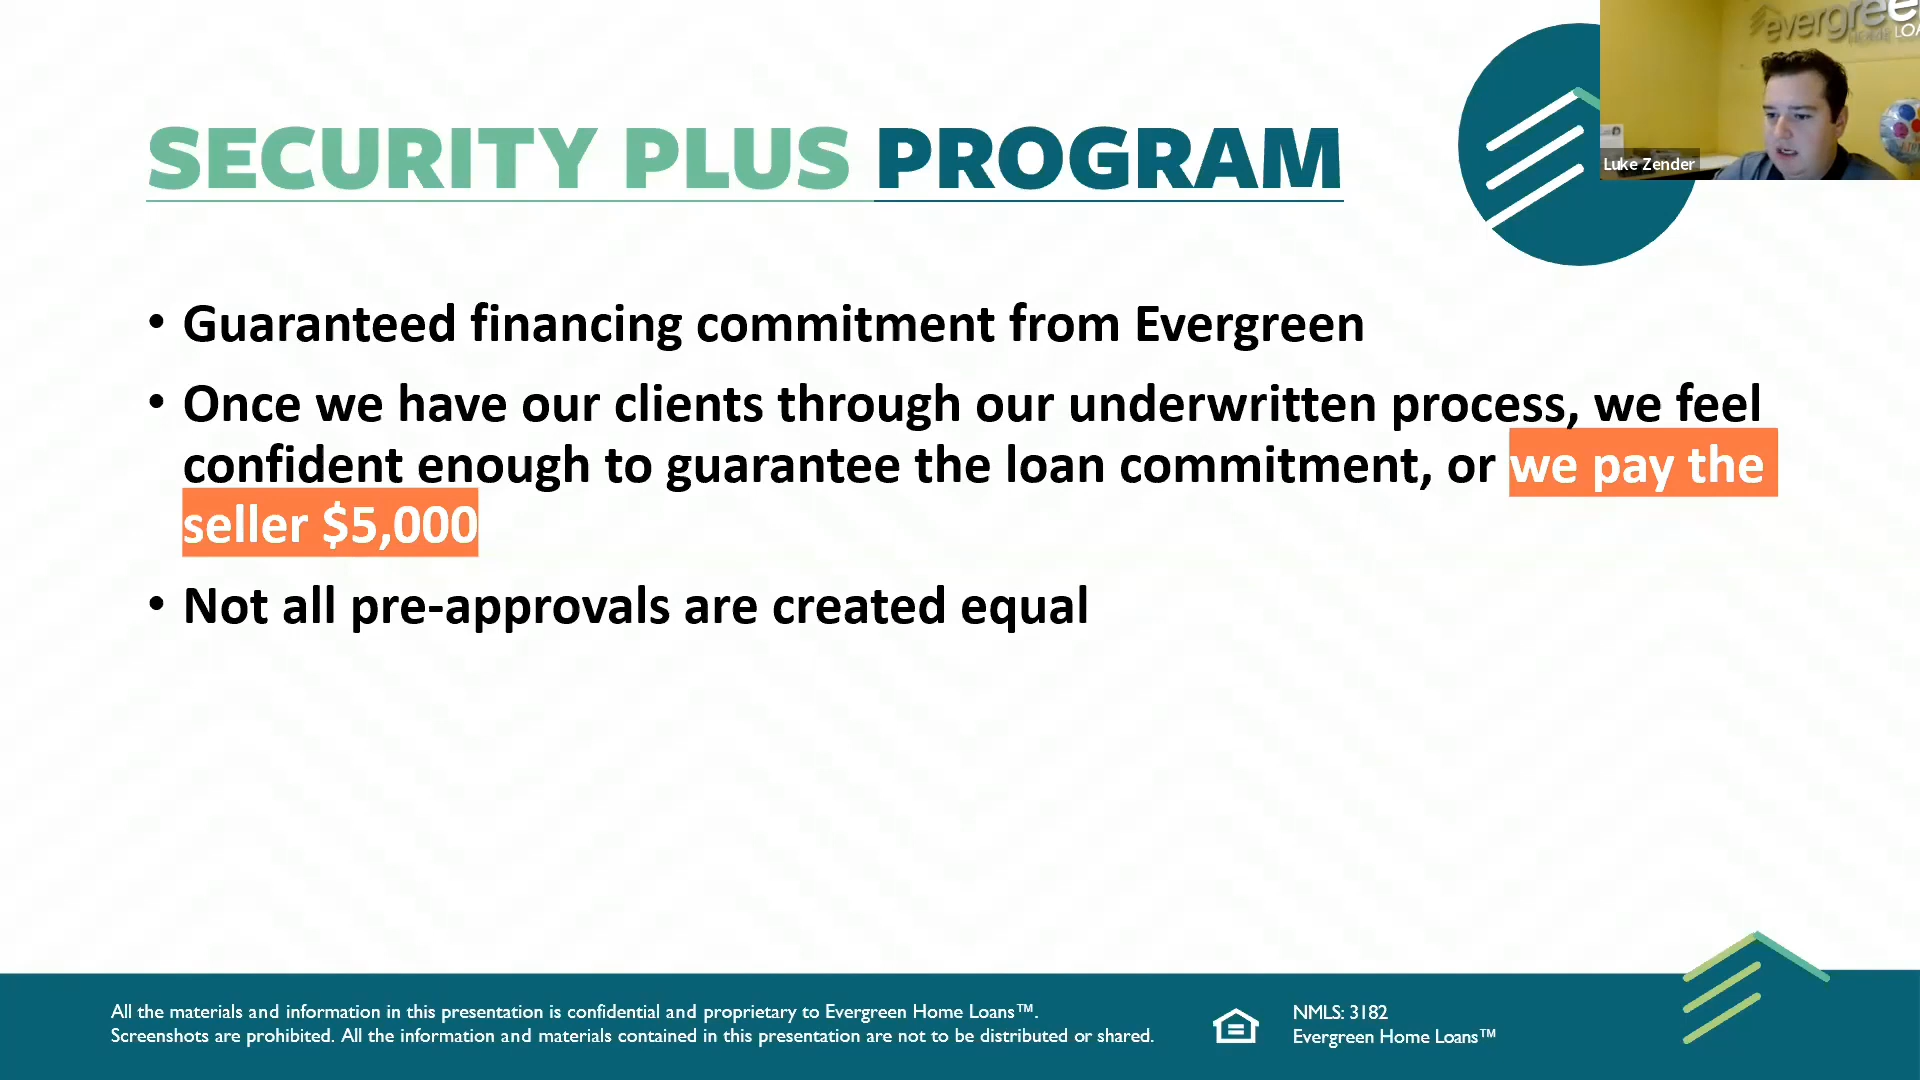 evergree
LOA
Luke Zender
SECURITY PLUS PROGRAM
• Guaranteed financing commitment from Evergreen
• Once we have our clients through our underwritten process, we feel
confident enough to guarantee the loan commitment, or we pay the
seller $5,000
• Not all pre-approvals are created equal
All the materials and information in this presentation is confidential and proprietary to Evergreen Home Loans™.
Screenshots are prohibited. All the information and materials contained in this presentation are not to be distributed or shared.
NMLS: 3182
Evergreen Home Loans™